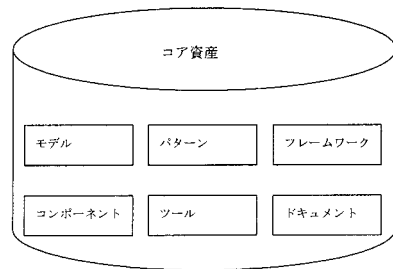 コア資産
モデル
パターン
フレームワーク
コンポーネント
ツール
ドキュメント